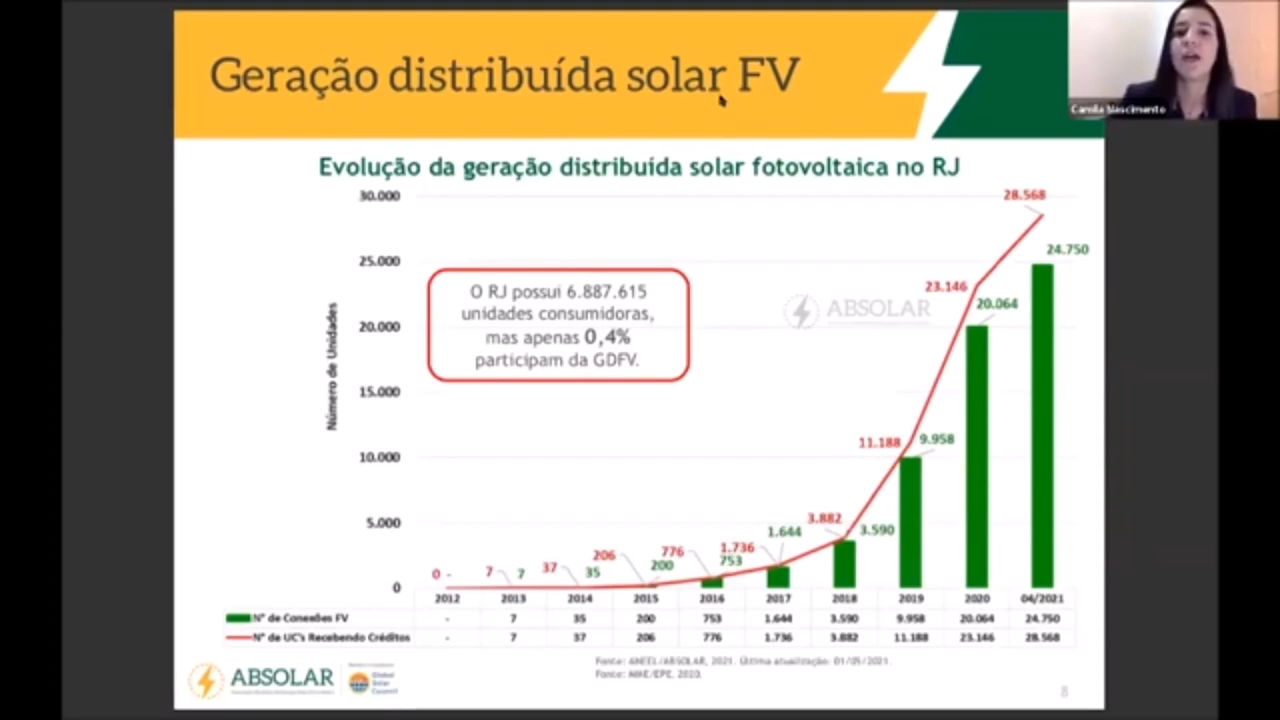 Geração distribuída solar FV
Camila Nascimento
Evolução da geração distribuída solar fotovoltaica no RJ
30.000
25.000
20.000
15.000
10.000
5.000
0
Número de Unidades
O RJ possui 6.887.615
unidades consumidoras,
mas apenas 0,4%
participam da GDFV.
ABSOLAR
0 -
7 7
37 35
206 200
776 753
1.736 1.644
3.882 3.590
11.188 9.958
23.146 20.064
28.568 24.750
2012 2013 2014 2015 2016 2017 2018 2019 2020 04/2021
N° de Conexões FV - 7 35 200 753 1.644 3.590 9.958 20.064 24.750
N° de UC's Recebendo Créditos - 7 37 206 776 1.736 3.882 11.188 23.146 28.568
Fonte: ANEEL/ABSOLAR, 2021. Última atualização: 01/05/2021.
Fonte: MME/EPE, 2020.
ABSOLAR
Global
Solar
Council
8